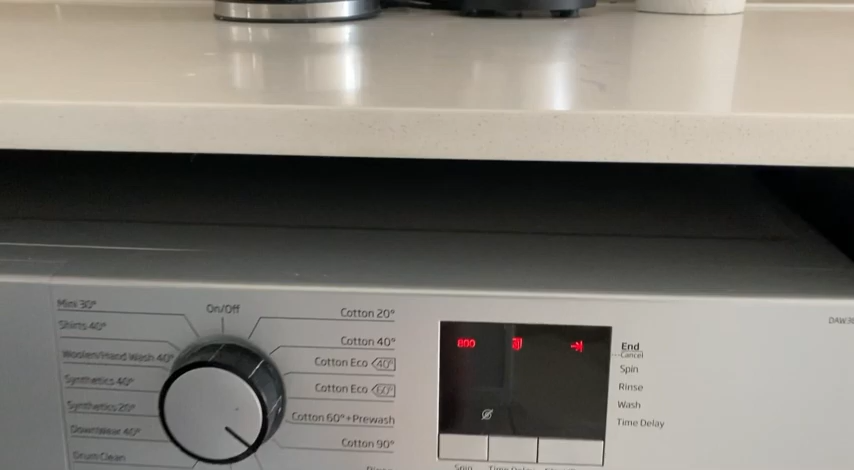 Mini 30°
Shirts 40°
Woolen/Hand Wash 40°
Synthetics 40°
Synthetics 20°
DownWear 40°
Drum Clean
On/Off
Cotton 20°
Cotton 40°
Cotton Eco 40°
Cotton Eco 60°
Cotton 60°+Prewash
Cotton 90°
800
End
Cancel
Spin
Rinse
Wash
Time Delay
Spin